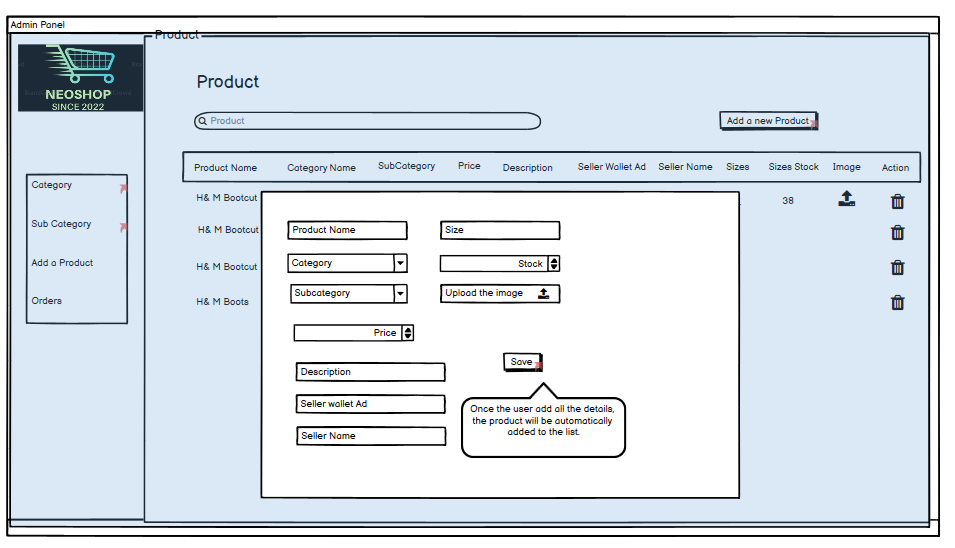 Admin Panel
Product
NEOSHOP
SINCE 2022
Product
Product
Add a new Product
Product Name Category Name SubCategory Price Description Seller Wallet Ad Seller Name Sizes Sizes Stock Image Action
Category
Sub Category
Add a Product
Orders
H& M Bootcut
38
H& M Bootcut
H& M Bootcut
H& M Boots
Product Name
Size
Category
Stock
Subcategory
Upload the image
Price
Save
Description
Seller wallet Ad
Seller Name
Once the user add all the details,
the product will be automatically
added to the list.